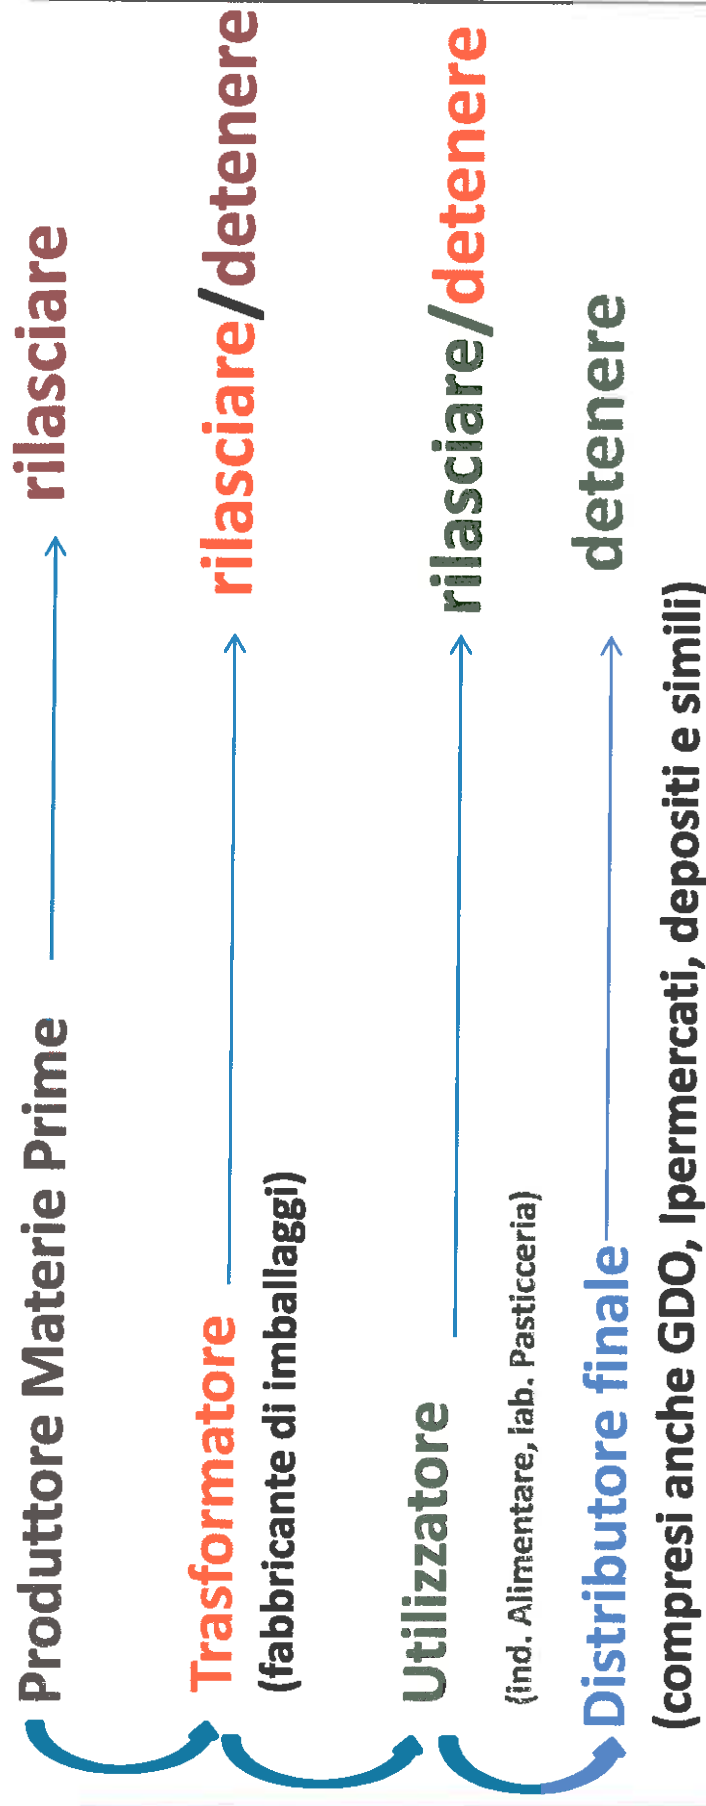 Produttore Materie Prime rilasciare
Trasformatore rilasciare/detenere
(fabbricante di imballaggi)
Utilizzatore rilasciare/detenere
(ind. Alimentare, lab. Pasticceria)
Distributore finale detenere
(compresi anche GDO, Ipermercati, depositi e simili)